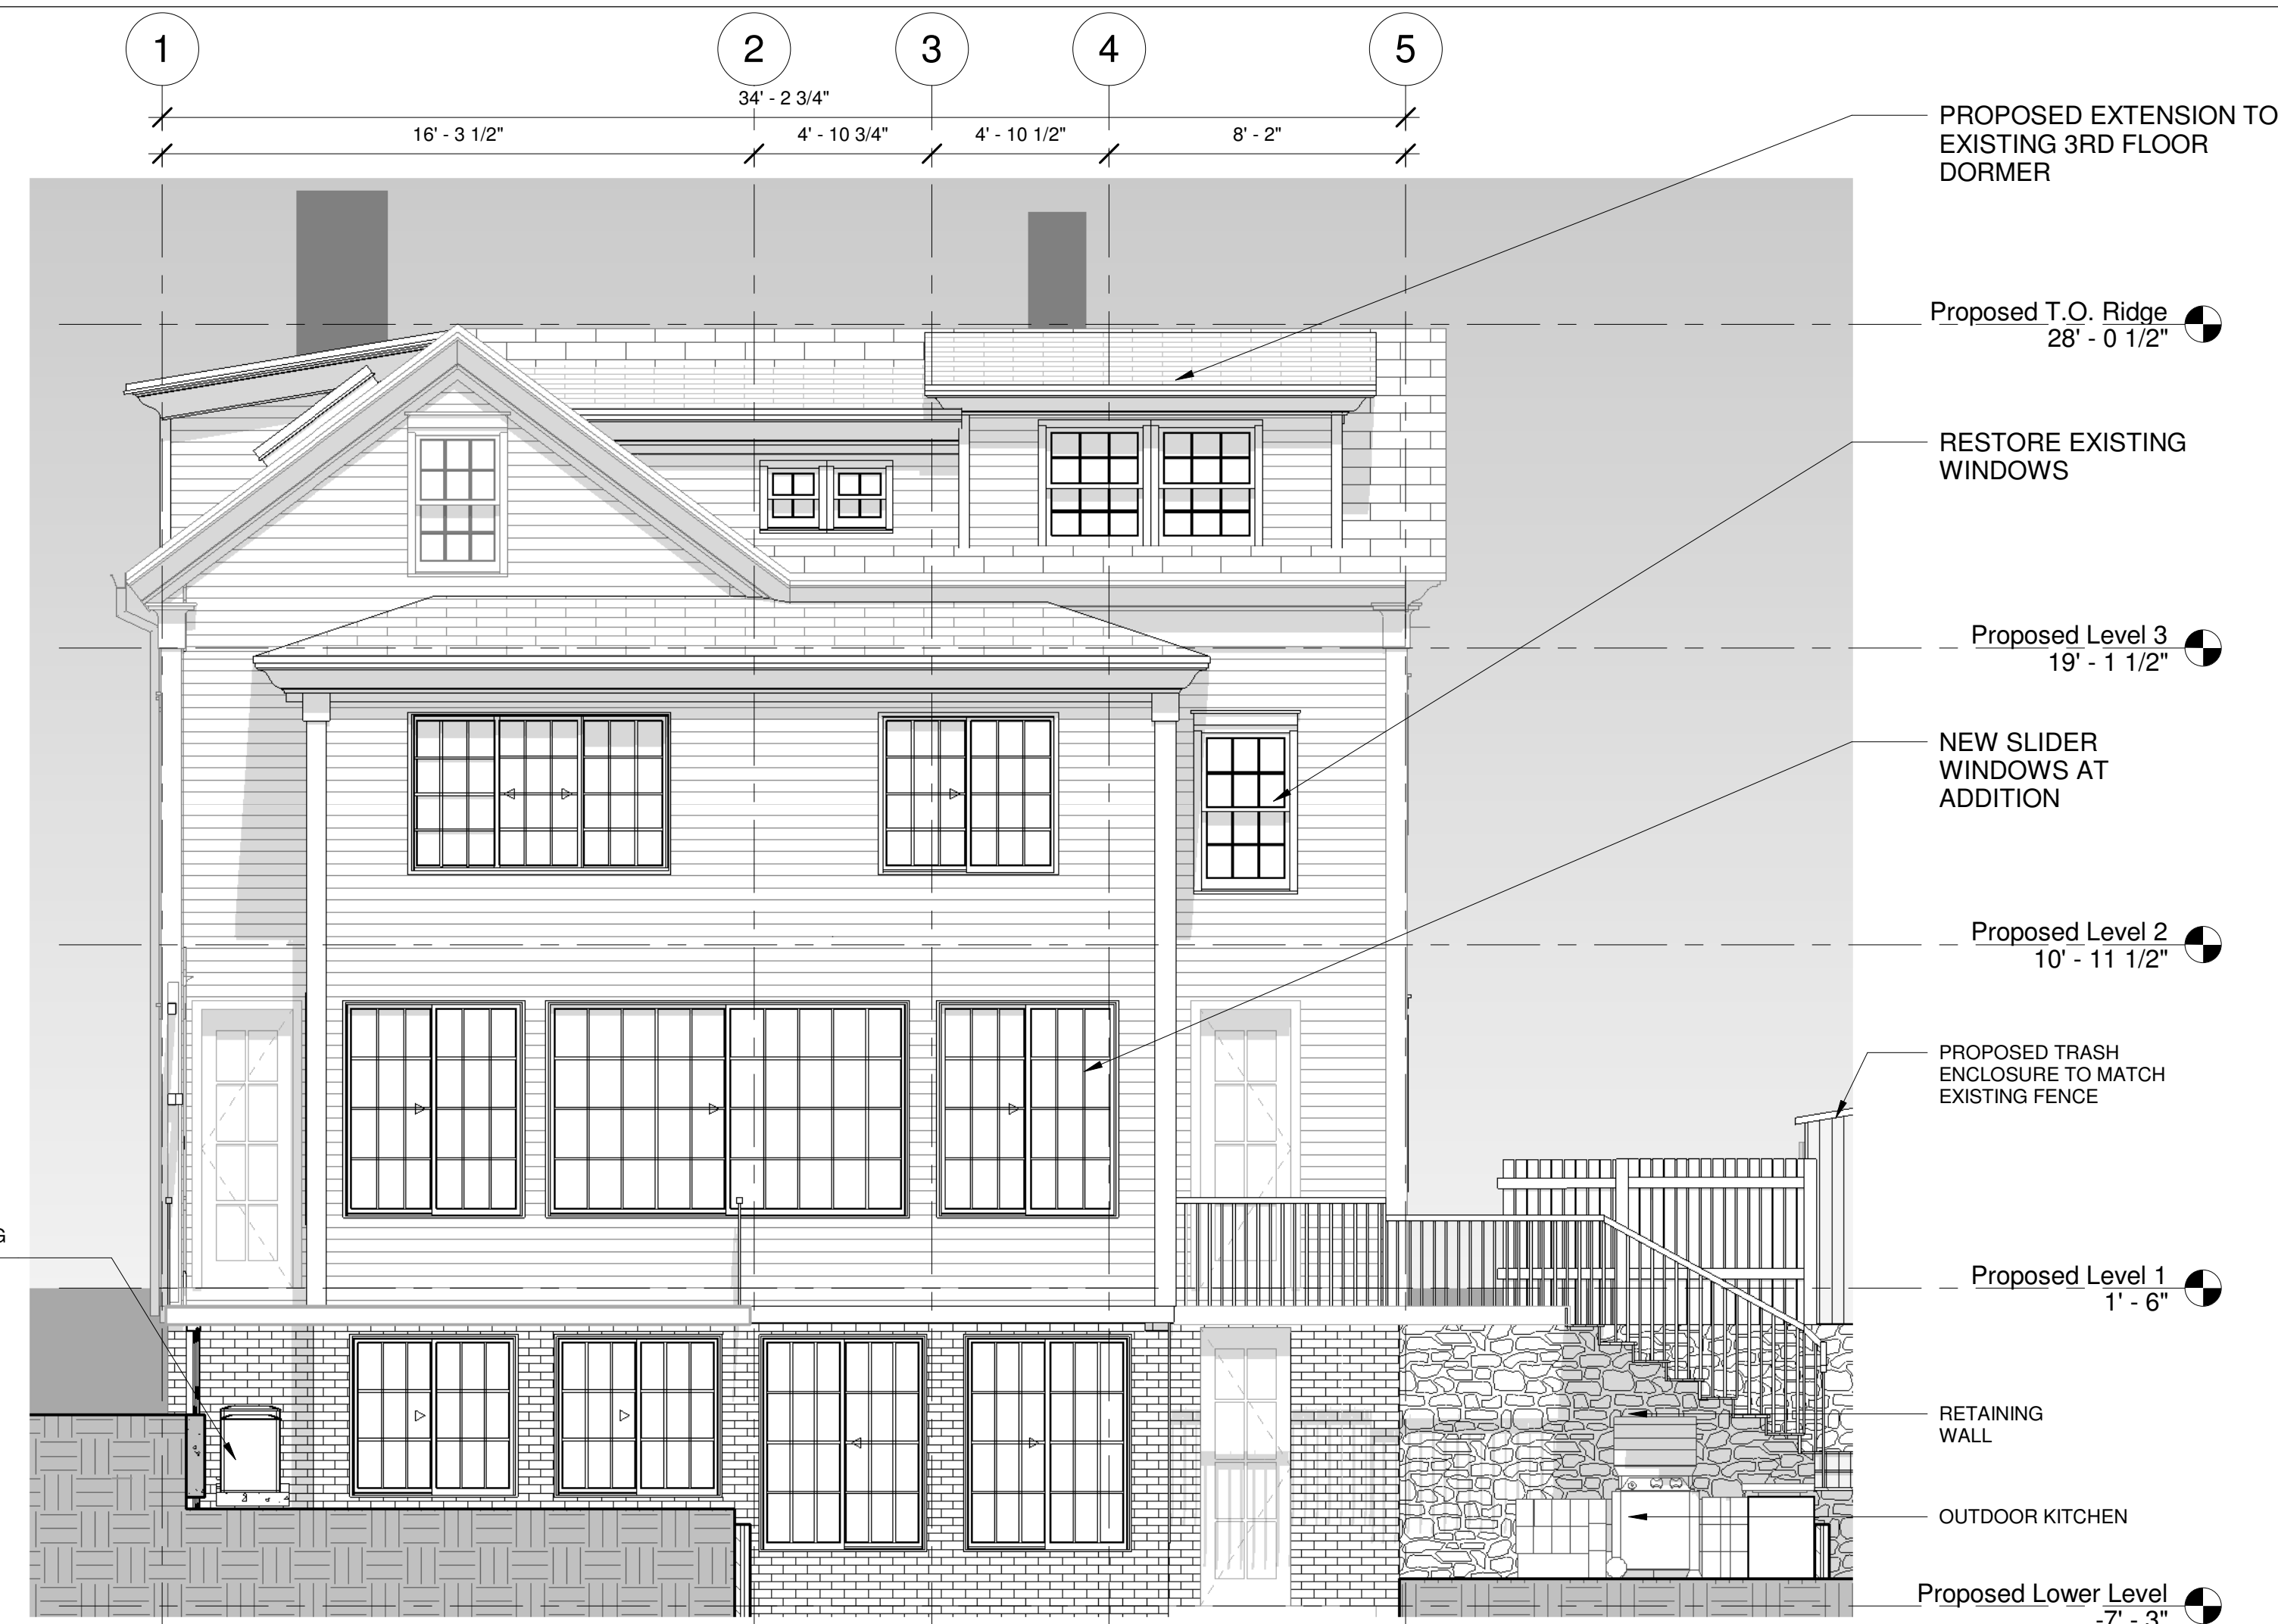 1
2
3
4
5
34' - 2 3/4"
16' - 3 1/2"
4' - 10 3/4"
4' - 10 1/2"
8' - 2"
PROPOSED EXTENSION TO
EXISTING 3RD FLOOR
DORMER
Proposed T.O. Ridge
28' - 0 1/2"
RESTORE EXISTING
WINDOWS
Proposed Level 3
19' - 1 1/2"
NEW SLIDER
WINDOWS AT
ADDITION
Proposed Level 2
10' - 11 1/2"
PROPOSED TRASH
ENCLOSURE TO MATCH
EXISTING FENCE
G
Proposed Level 1
1' - 6"
RETAINING
WALL
OUTDOOR KITCHEN
Proposed Lower Level
-7' - 3"